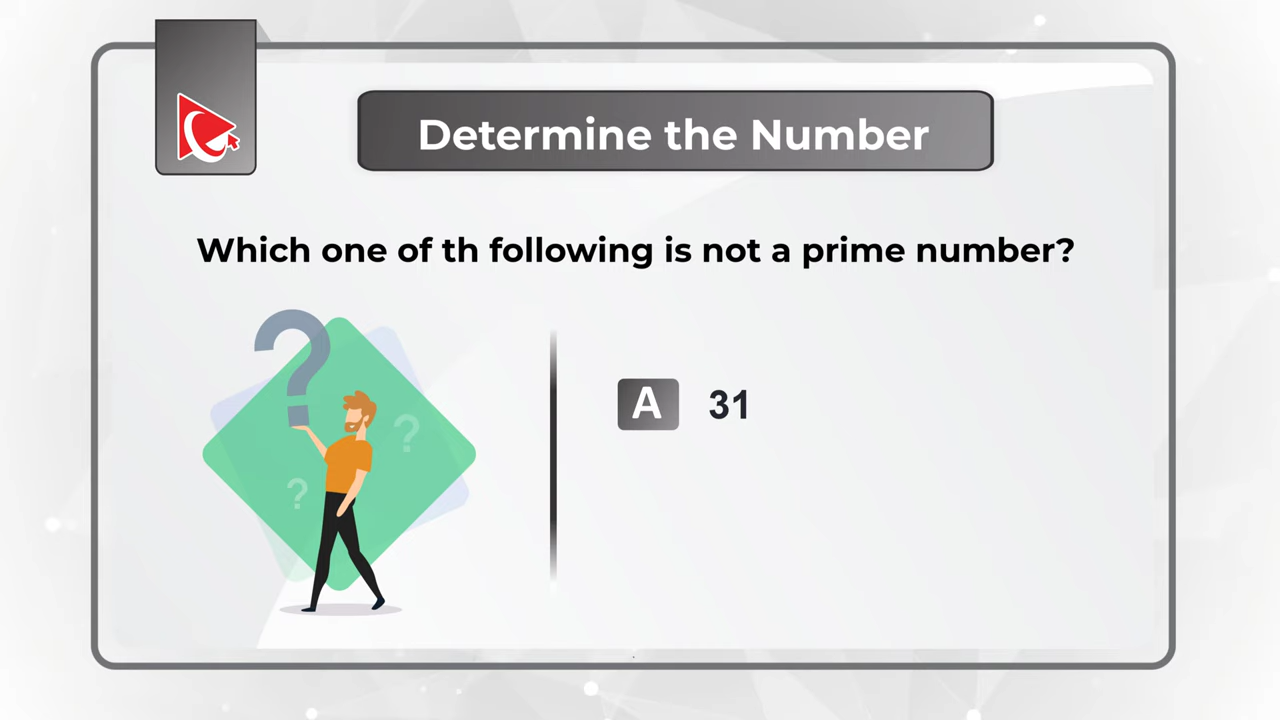 Determine the Number
Which one of th following is not a prime number?
?
?
?
A 31